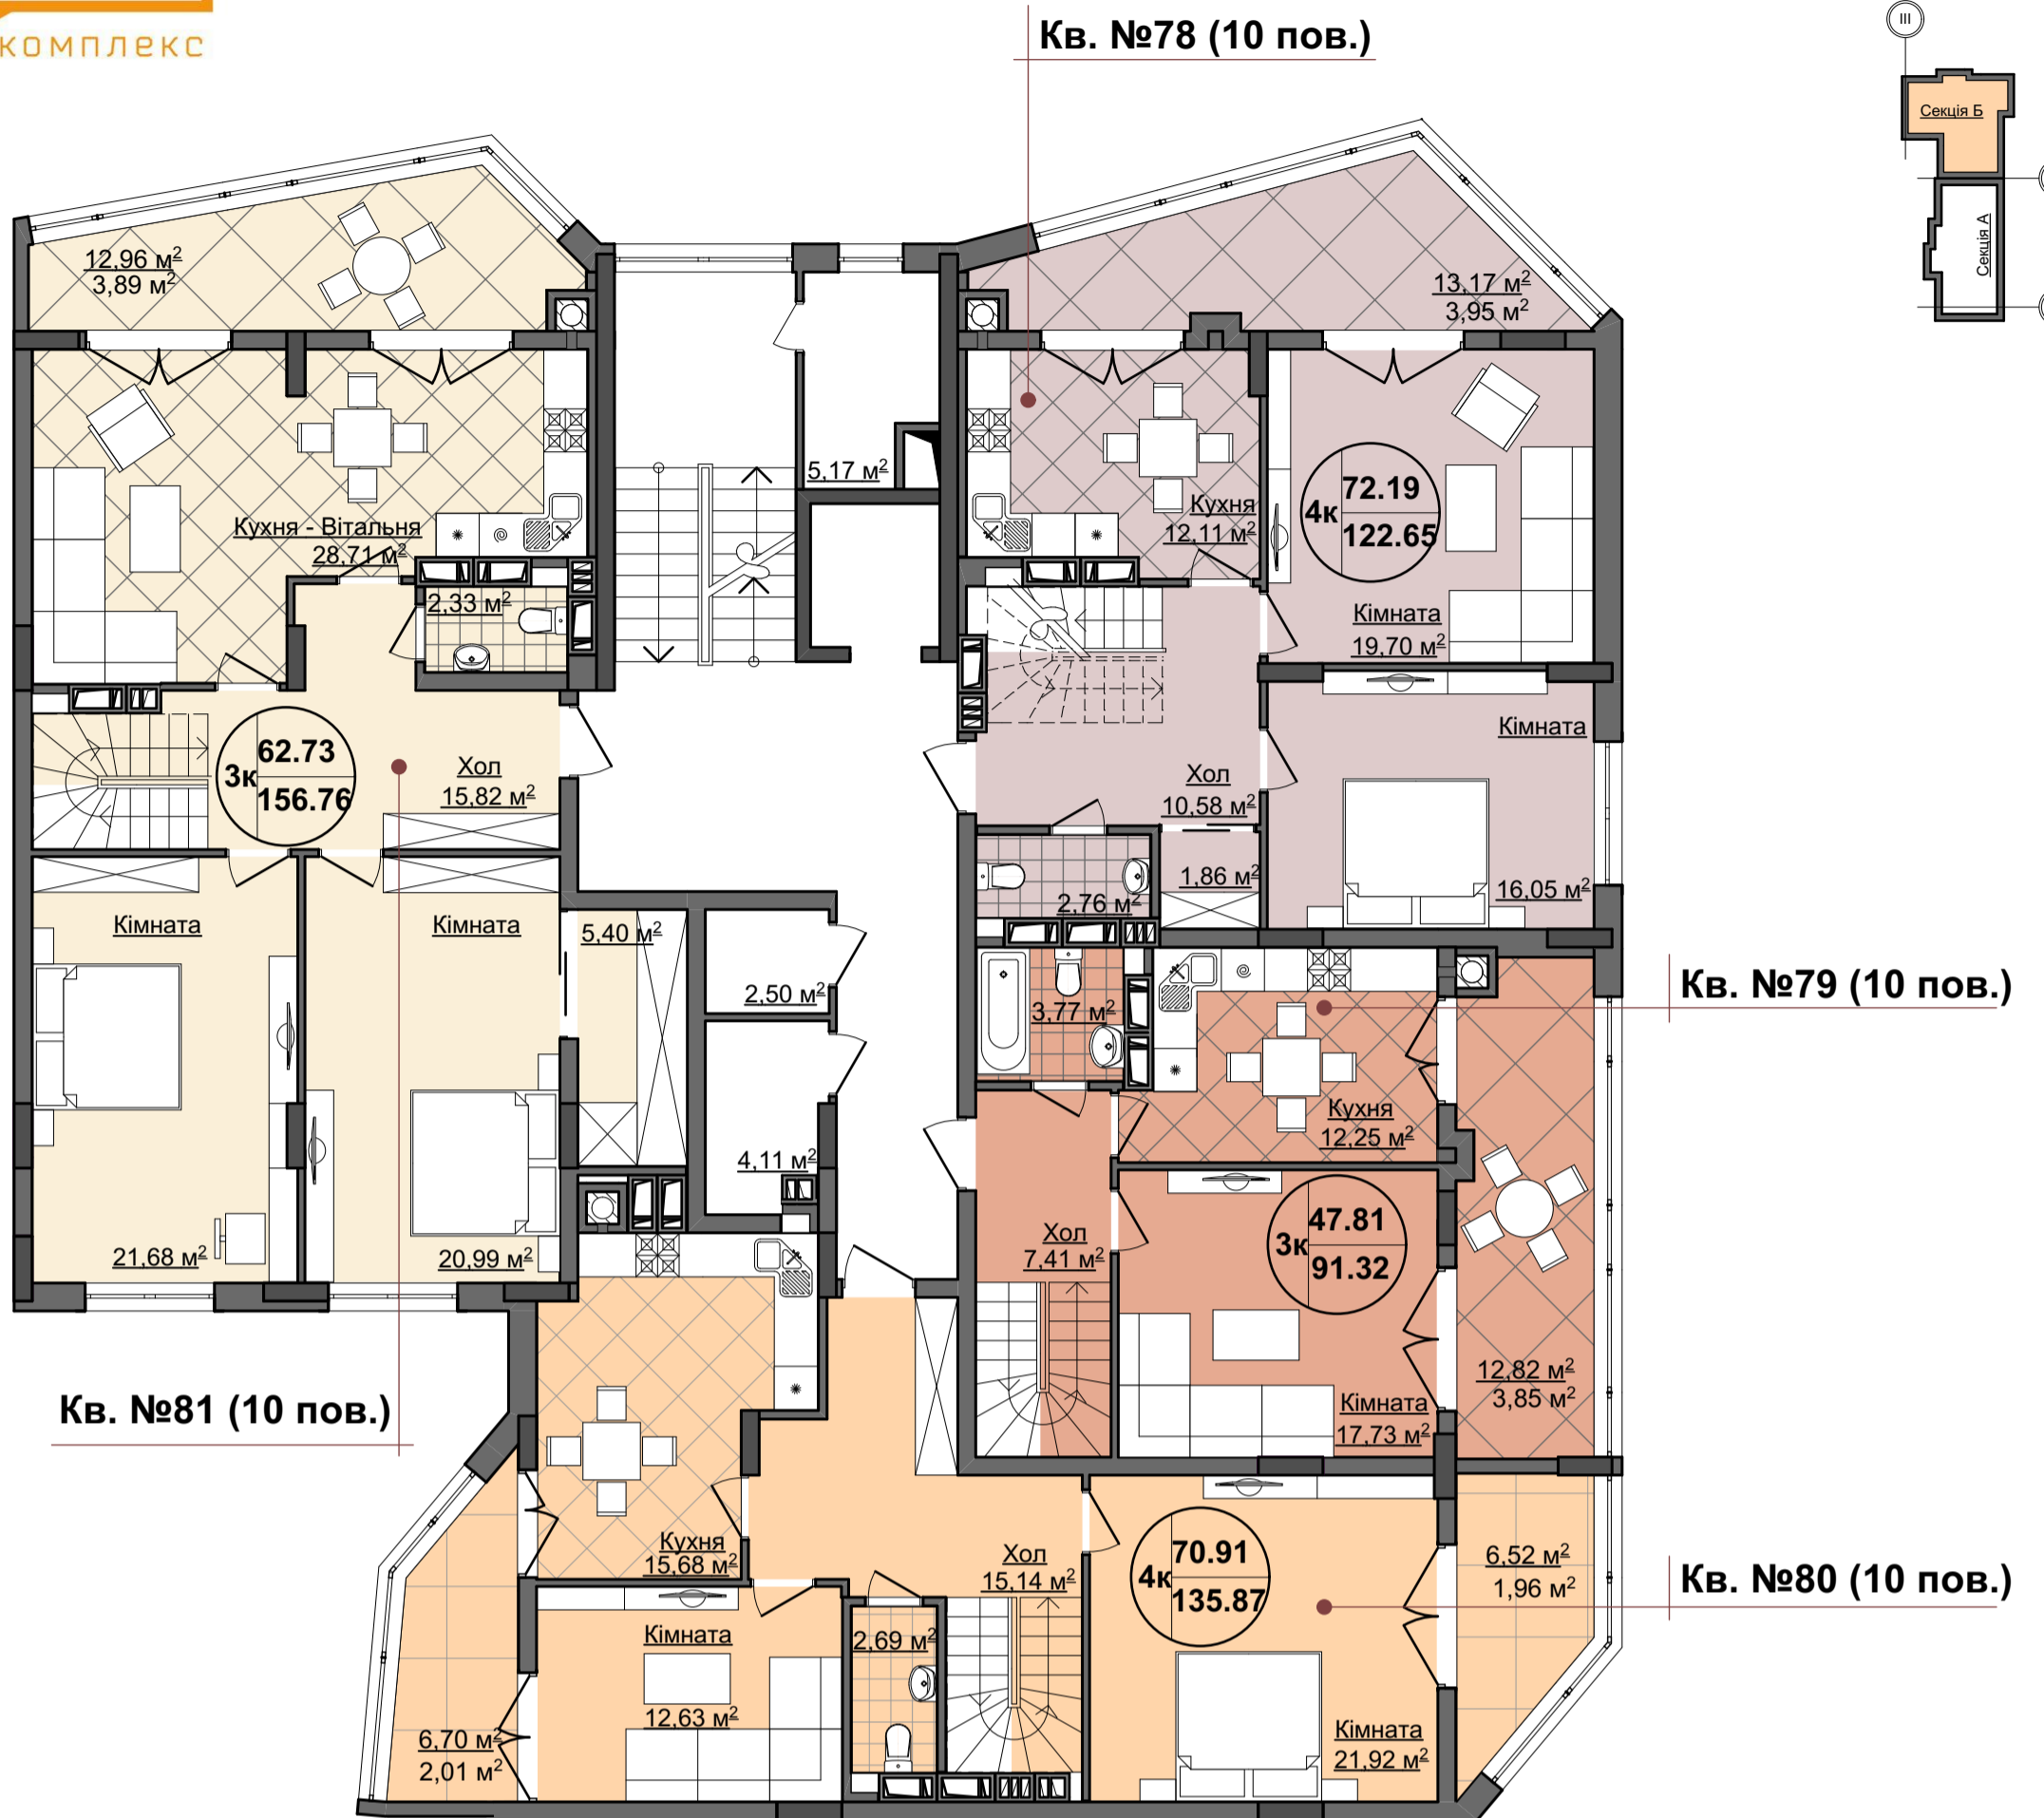 комплекс
Кв. №78 (10 пов.)
III
Секція Б
Секція А
12,96 м²
3,89 м²
13,17 м²
3,95 м²
5,17 м²
Кухня - Вітальня
28,71 м²
2,33 м²
Кухня
12,11 м²
4к
72.19
122.65
Кімната
19,70 м²
3к
62.73
156.76
Хол
15,82 м²
Хол
10,58 м²
Кімната
16,05 м²
1,86 м²
2,76 м²
Кімната
21,68 м²
Кімната
20,99 м²
5,40 м²
2,50 м²
4,11 м²
3,77 м²
Кв. №79 (10 пов.)
Кухня
12,25 м²
Хол
7,41 м²
3к
47.81
91.32
Кімната
17,73 м²
12,82 м²
3,85 м²
Кв. №81 (10 пов.)
Кухня
15,68 м²
Хол
15,14 м²
4к
70.91
135.87
6,52 м²
1,96 м²
Кв. №80 (10 пов.)
Кімната
12,63 м²
2,69 м²
6,70 м²
2,01 м²
Кімната
21,92 м²